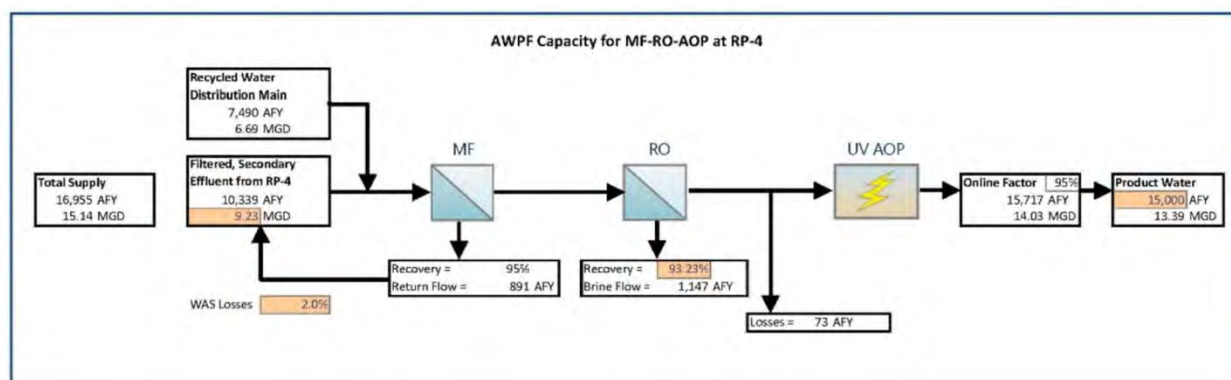 AWPF Capacity for MF-RO-AOP at RP-4
Recycled Water
Distribution Main
7,490 AFY
6.69 MGD
MF
RO
UV AOP
Total Supply
16,955 AFY
15.14 MGD
Filtered, Secondary
Effluent from RP-4
10,339 AFY
9.23 MGD
Online Factor 95%
15,717 AFY
14.03 MGD
Product Water
15,000 AFY
13.39 MGD
Recovery = 95%
Return Flow = 891 AFY
Recovery = 93.23%
Brine Flow = 1,147 AFY
WAS Losses 2.0%
Losses = 73 AFY